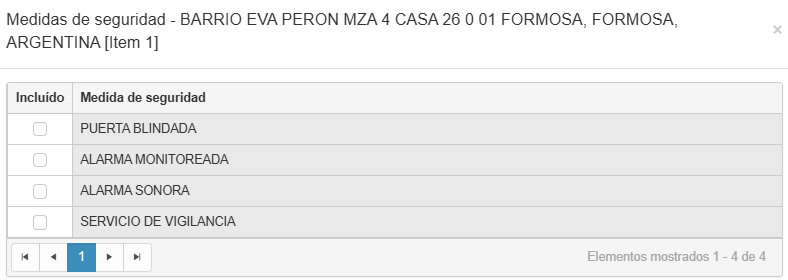 Medidas de seguridad - BARRIO EVA PERON MZA 4 CASA 26 0 01 FORMOSA, FORMOSA,
ARGENTINA [Item 1]
×
Incluído Medida de seguridad
PUERTA BLINDADA
ALARMA MONITOREADA
ALARMA SONORA
SERVICIO DE VIGILANCIA
1 Elementos mostrados 1 - 4 de 4